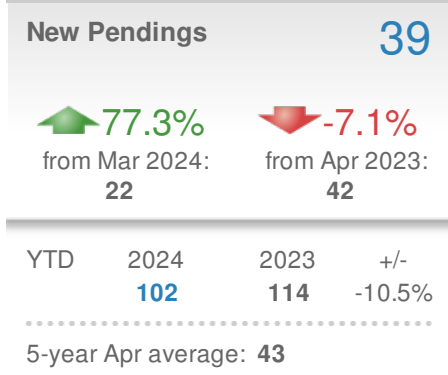 New Pendings 39
77.3% -7.1%
from Mar 2024: from Apr 2023:
22 42
YTD 2024 2023 +/-
102 114 -10.5%
5-year Apr average: 43